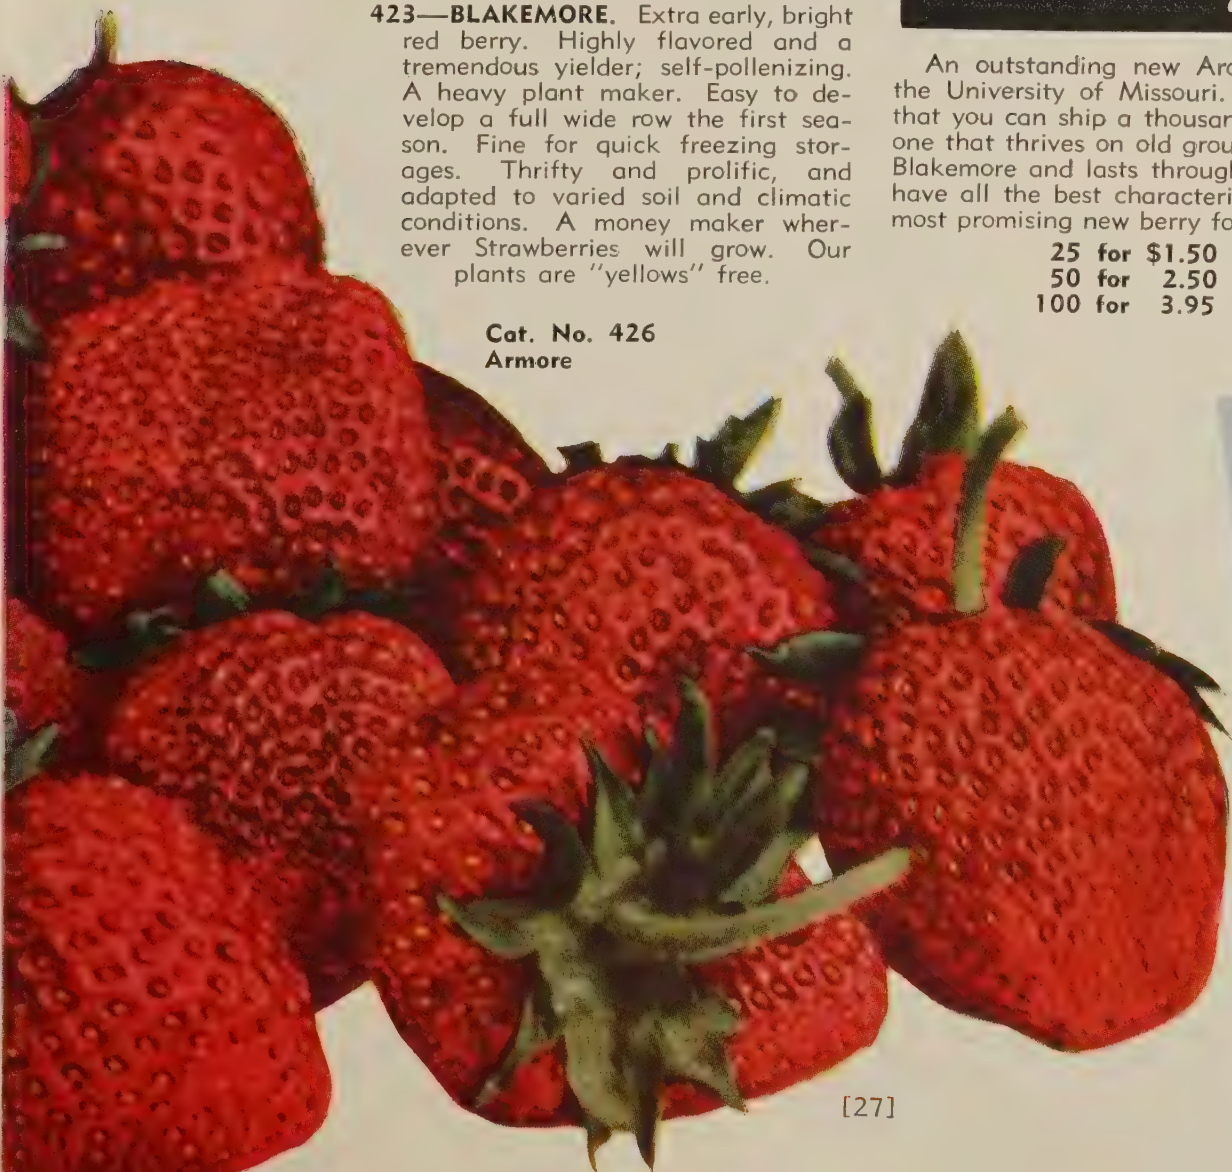 423—BLAKEMORE. Extra early, bright
red berry. Highly flavored and a
tremendous yielder; self-pollenizing.
A heavy plant maker. Easy to de-
velop a full wide row the first sea-
son. Fine for quick freezing stor-
ages. Thrifty and prolific, and
adapted to varied soil and climatic
conditions. A money maker wher-
ever Strawberries will grow. Our
plants are "yellows" free.
Cat. No. 426
Armore
An outstanding new
the University of Missouri.
that you can ship a
one that thrives on old
Blakemore and lasts
have all the best
most promising new berry
25 for $1.50
50 for 2.50
100 for 3.95
[27]